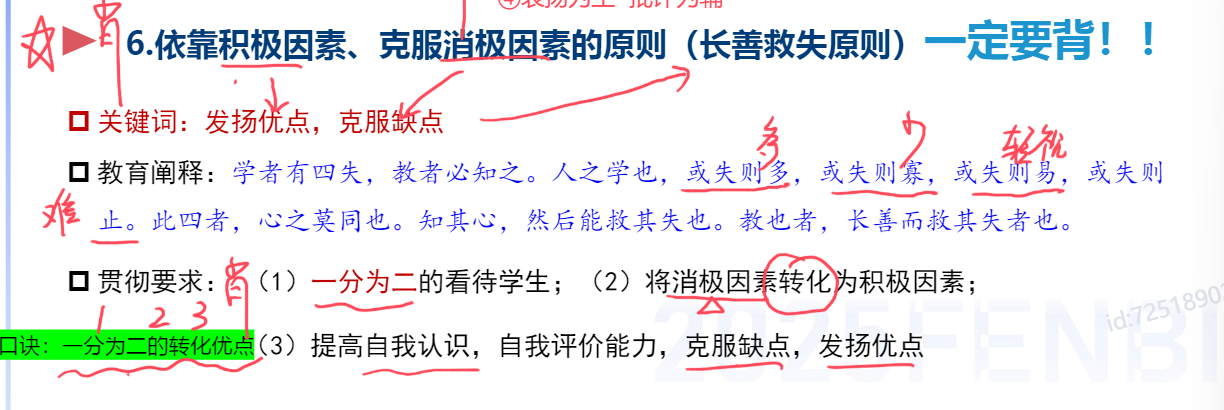 ④表扬为主 批评为辅
6.依靠积极因素、克服消极因素的原则（长善救失原则）一定要背！！
背
关键词：发扬优点，克服缺点
多 少 轻视
教育阐释：学者有四失，教者必知之。人之学也，或失则多，或失则寡，或失则易，或失则
难
止。此四者，心之莫同也。知其心，然后能救其失也。教也者，长善而救其失者也。
背
贯彻要求：（1）一分为二的看待学生；（2）将消极因素转化为积极因素；
1 2 3
口诀：一分为二的转化优点（3）提高自我认识，自我评价能力，克服缺点，发扬优点
id:7251890
2025FENBI